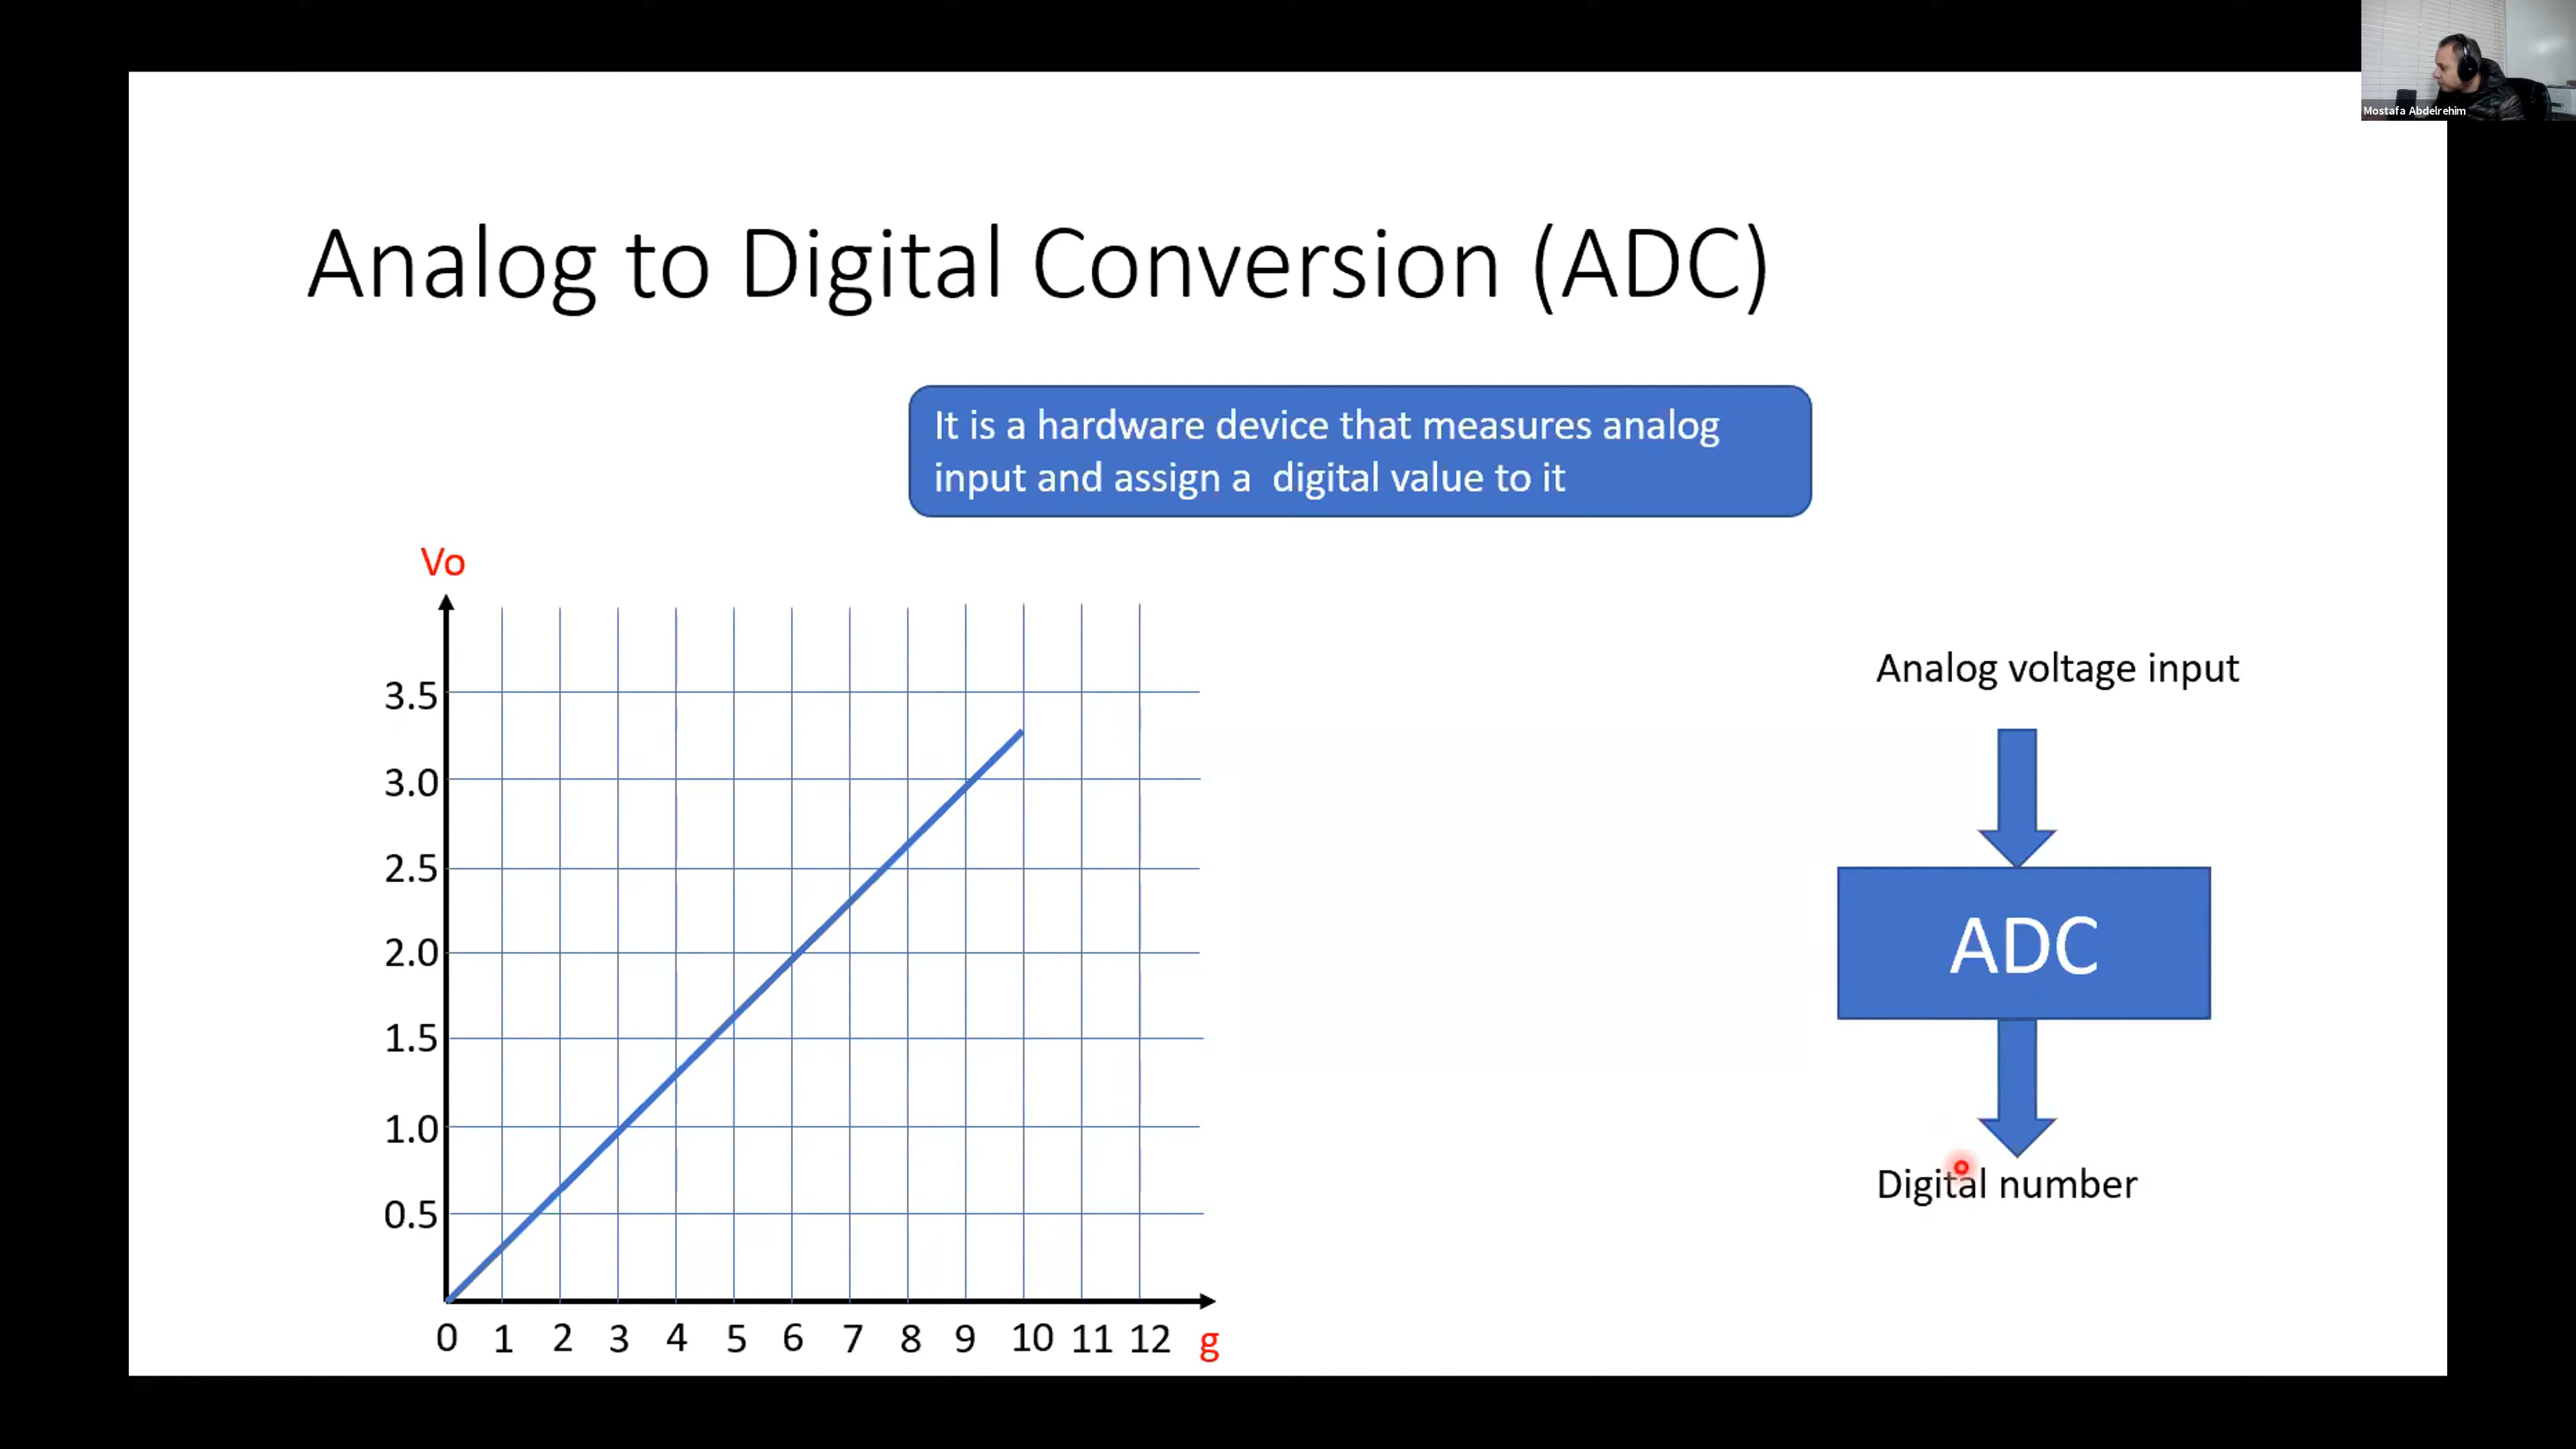 Mostafa Abdelrehim
Analog to Digital Conversion (ADC)
It is a hardware device that measures analog
input and assign a digital value to it
Vo
3.5
3.0
2.5
2.0
1.5
1.0
0.5
0 1 2 3 4 5 6 7 8 9 10 11 12 g
Analog voltage input
ADC
Digital number